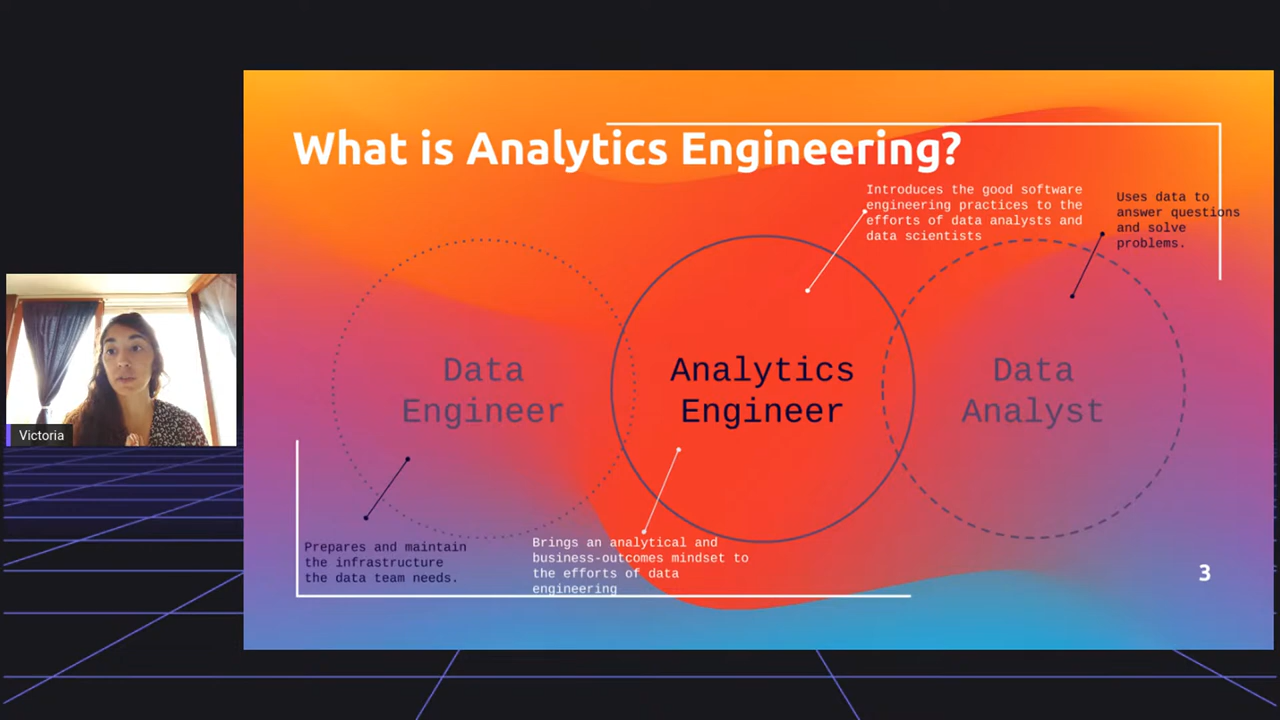 What is Analytics Engineering?
Introduces the good software
engineering practices to the
efforts of data analysts and
data scientists
Uses data to
answer questions
and solve
problems.
Data
Engineer
Analytics
Engineer
Data
Analyst
Victoria
Prepares and maintain
the infrastructure
the data team needs.
Brings an analytical and
business-outcomes mindset to
the efforts of data
engineering
3